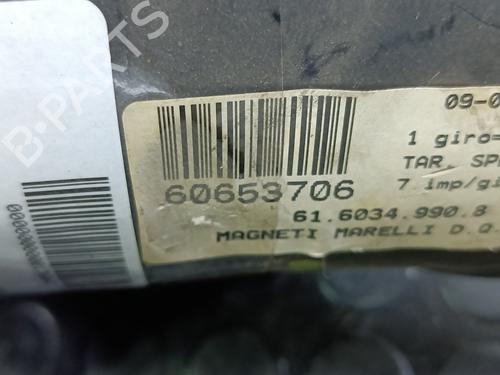 B-PARTS
09-0
1 giro=
TAR. SP
7 imp/gi
60653706
61.6034.990.8
MAGNETI MARELLI D.O.